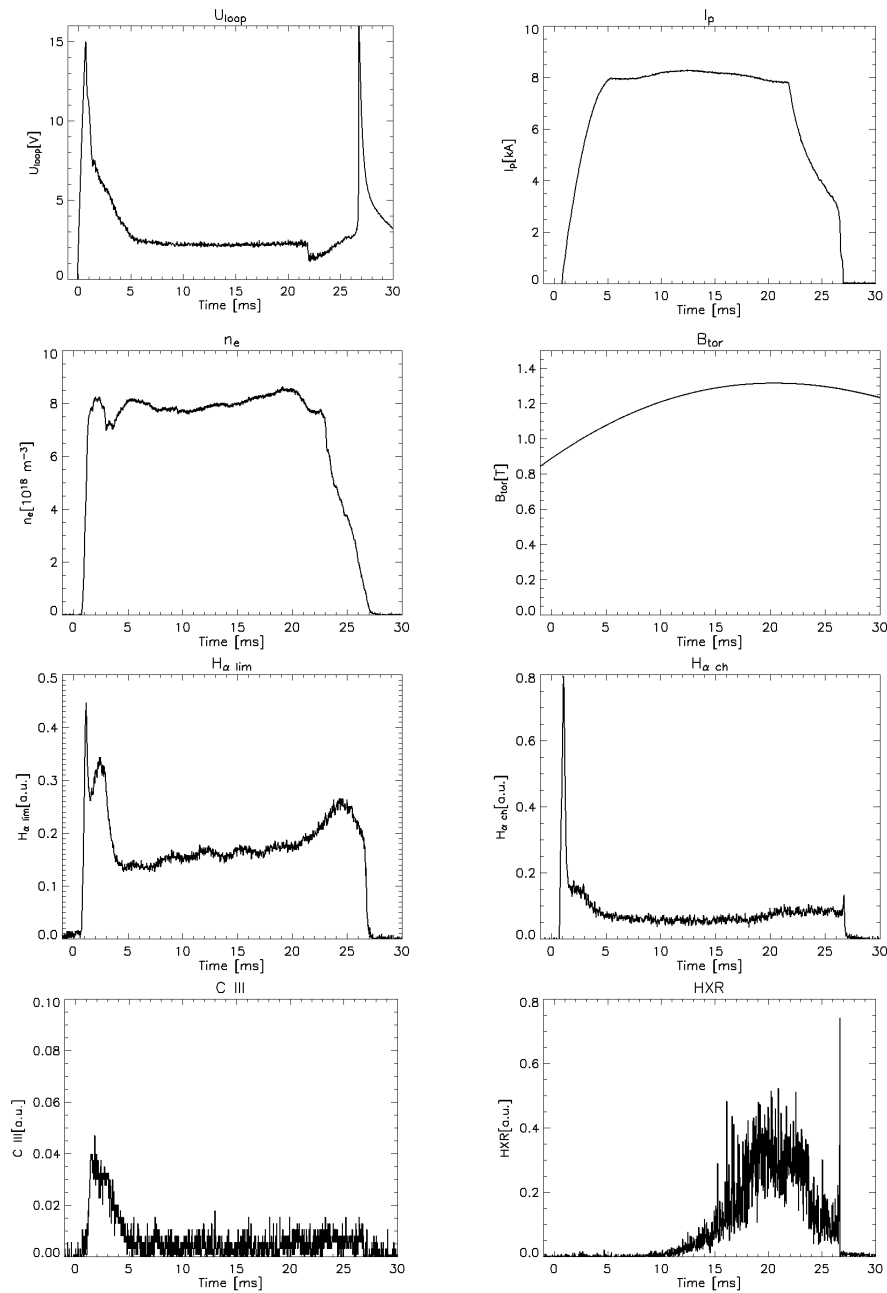 U_loop
U_loop[V]
15
10
5
0
0 5 10 15 20 25 30
Time [ms]
I_p
I_p[kA]
10
8
6
4
2
0
0 5 10 15 20 25 30
Time [ms]
n_e
n_e[10^18 m^-3]
10
8
6
4
2
0
0 5 10 15 20 25 30
Time [ms]
B_tor
B_tor[T]
1.4
1.2
1.0
0.8
0.6
0.4
0.2
0.0
0 5 10 15 20 25 30
Time [ms]
H_α lim
H_α lim[a.u.]
0.5
0.4
0.3
0.2
0.1
0.0
0 5 10 15 20 25 30
Time [ms]
H_α ch
H_α ch[a.u.]
0.8
0.6
0.4
0.2
0.0
0 5 10 15 20 25 30
Time [ms]
C III
C III[a.u.]
0.10
0.08
0.06
0.04
0.02
0.00
0 5 10 15 20 25 30
Time [ms]
HXR
HXR[a.u.]
0.8
0.6
0.4
0.2
0.0
0 5 10 15 20 25 30
Time [ms]